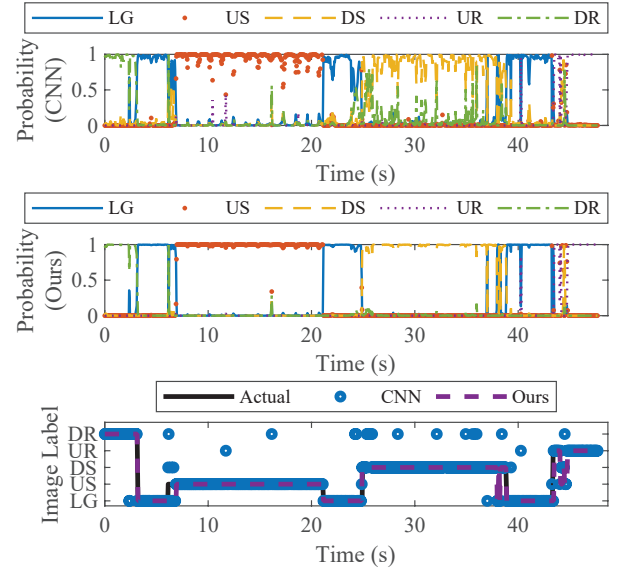 LG US DS UR DR
Probability
(CNN)
1
0.5
0
0 10 20 30 40
Time (s)
LG US DS UR DR
Probability
(Ours)
1
0.5
0
0 10 20 30 40
Time (s)
Actual CNN Ours
Image Label
DR
UR
DS
US
LG
0 10 20 30 40
Time (s)